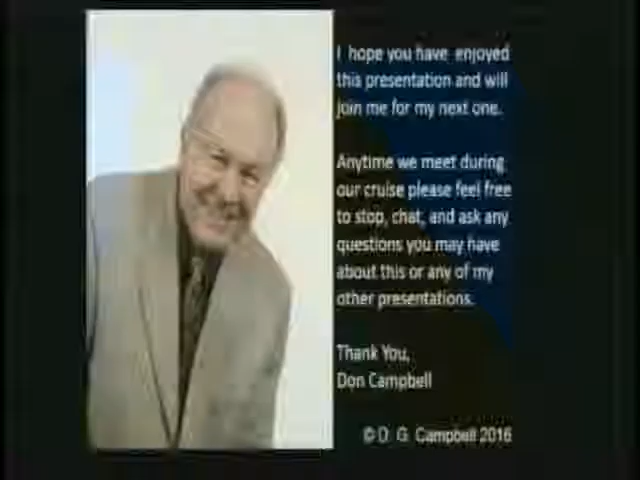 I hope you have enjoyed
this presentation and will
join me for my next one.
Anytime we meet during
our cruise please feel free
to stop, chat, and ask any
questions you may have
about this or any of my
other presentations.
Thank You,
Don Campbell
© D. G. Campbell 2016